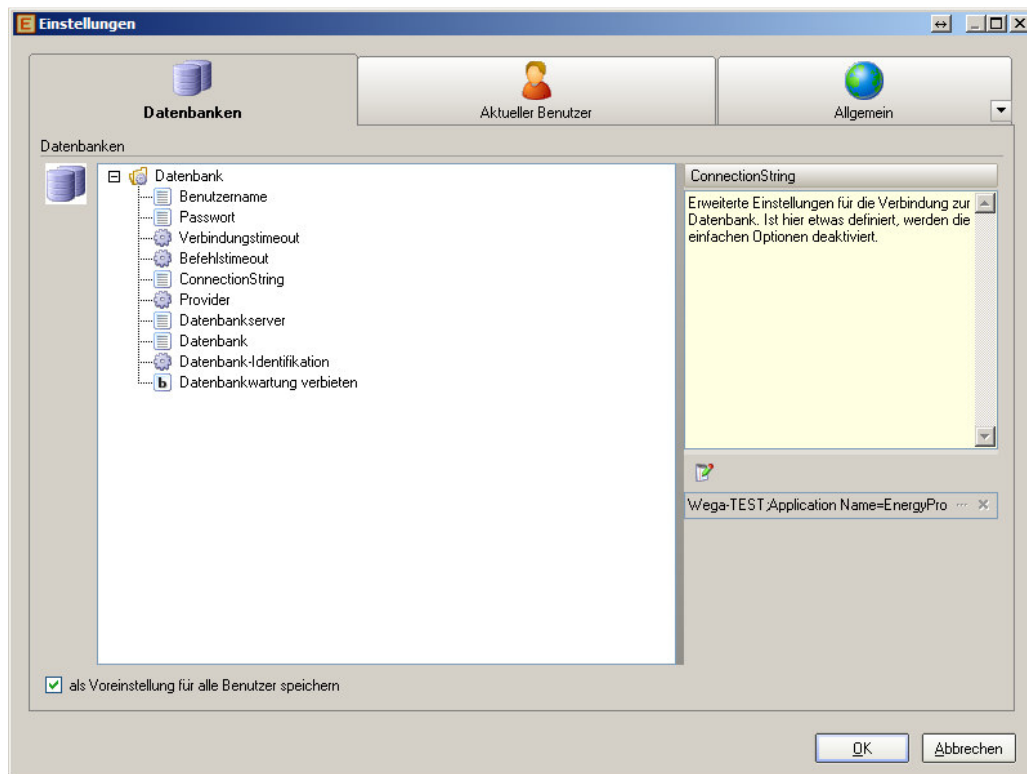 Einstellungen
Datenbanken
Aktueller Benutzer
Allgemein
Datenbanken
Datenbank
Benutzername
Passwort
Verbindungstimeout
Befehlstimeout
ConnectionString
Provider
Datenbankserver
Datenbank
Datenbank-Identifikation
b Datenbankwartung verbieten
ConnectionString
Erweiterte Einstellungen für die Verbindung zur
Datenbank. Ist hier etwas definiert, werden die
einfachen Optionen deaktiviert.
Wega-TEST;Application Name=EnergyPro
als Voreinstellung für alle Benutzer speichern
OK
Abbrechen